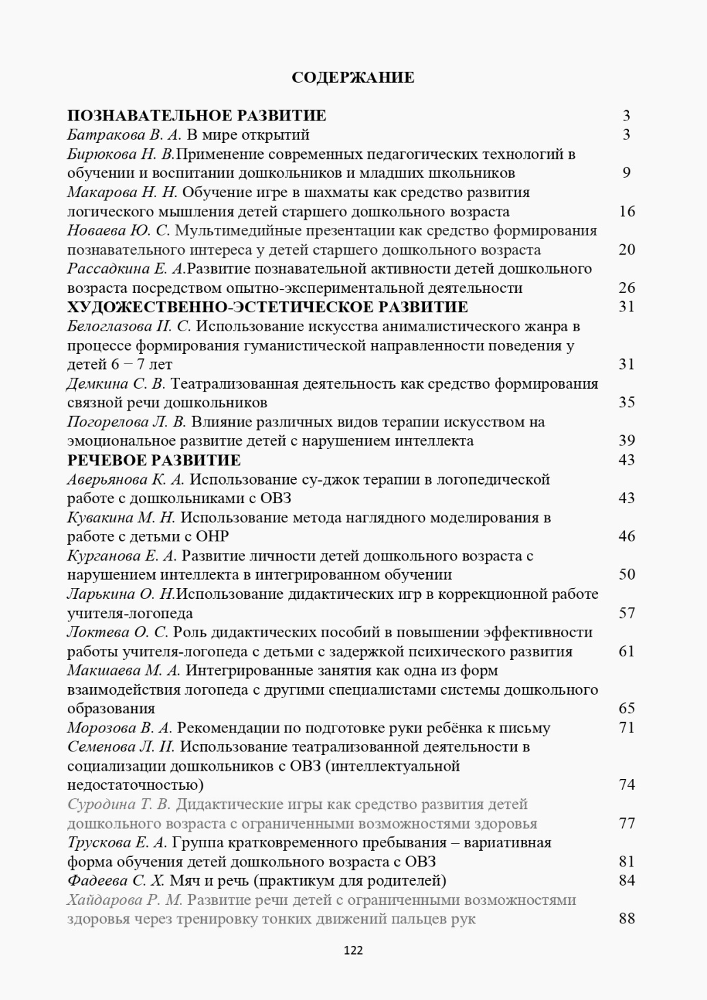 СОДЕРЖАНИЕ
ПОЗНАВАТЕЛЬНОЕ РАЗВИТИЕ 3
Батракова В. А. В мире открытий 3
Бирюкова Н. В.Применение современных педагогических технологий в
обучении и воспитании дошкольников и младших школьников 9
Макарова Н. Н. Обучение игре в шахматы как средство развития
логического мышления детей старшего дошкольного возраста 16
Новаева Ю. С. Мультимедийные презентации как средство формирования
познавательного интереса у детей старшего дошкольного возраста 20
Рассадкина Е. А.Развитие познавательной активности детей дошкольного
возраста посредством опытно-экспериментальной деятельности 26
ХУДОЖЕСТВЕННО-ЭСТЕТИЧЕСКОЕ РАЗВИТИЕ 31
Белоглазова И. С. Использование искусства анималистического жанра в
процессе формирования гуманистической направленности поведения у
детей 6 − 7 лет 31
Демкина С. В. Театрализованная деятельность как средство формирования
связной речи дошкольников 35
Погорелова Л. В. Влияние различных видов терапии искусством на
эмоциональное развитие детей с нарушением интеллекта 39
РЕЧЕВОЕ РАЗВИТИЕ 43
Аверьянова К. А. Использование су-джок терапии в логопедической
работе с дошкольниками с ОВЗ 43
Кувакина М. Н. Использование метода наглядного моделирования в
работе с детьми с ОНР 46
Курганова Е. А. Развитие личности детей дошкольного возраста с
нарушением интеллекта в интегрированном обучении 50
Ларькина О. Н.Использование дидактических игр в коррекционной работе
учителя-логопеда 57
Локтева О. С. Роль дидактических пособий в повышении эффективности
работы учителя-логопеда с детьми с задержкой психического развития 61
Макшаева М. А. Интегрированные занятия как одна из форм
взаимодействия логопеда с другими специалистами системы дошкольного
образования 65
Морозова В. А. Рекомендации по подготовке руки ребёнка к письму 71
Семенова Л. И. Использование театрализованной деятельности в
социализации дошкольников с ОВЗ (интеллектуальной
недостаточностью) 74
Суродина Т. В. Дидактические игры как средство развития детей
дошкольного возраста с ограниченными возможностями здоровья 77
Трускова Е. А. Группа кратковременного пребывания – вариативная
форма обучения детей дошкольного возраста с ОВЗ 81
Фадеева С. Х. Мяч и речь (практикум для родителей) 84
Хайдарова Р. М. Развитие речи детей с ограниченными возможностями
здоровья через тренировку тонких движений пальцев рук 88
122